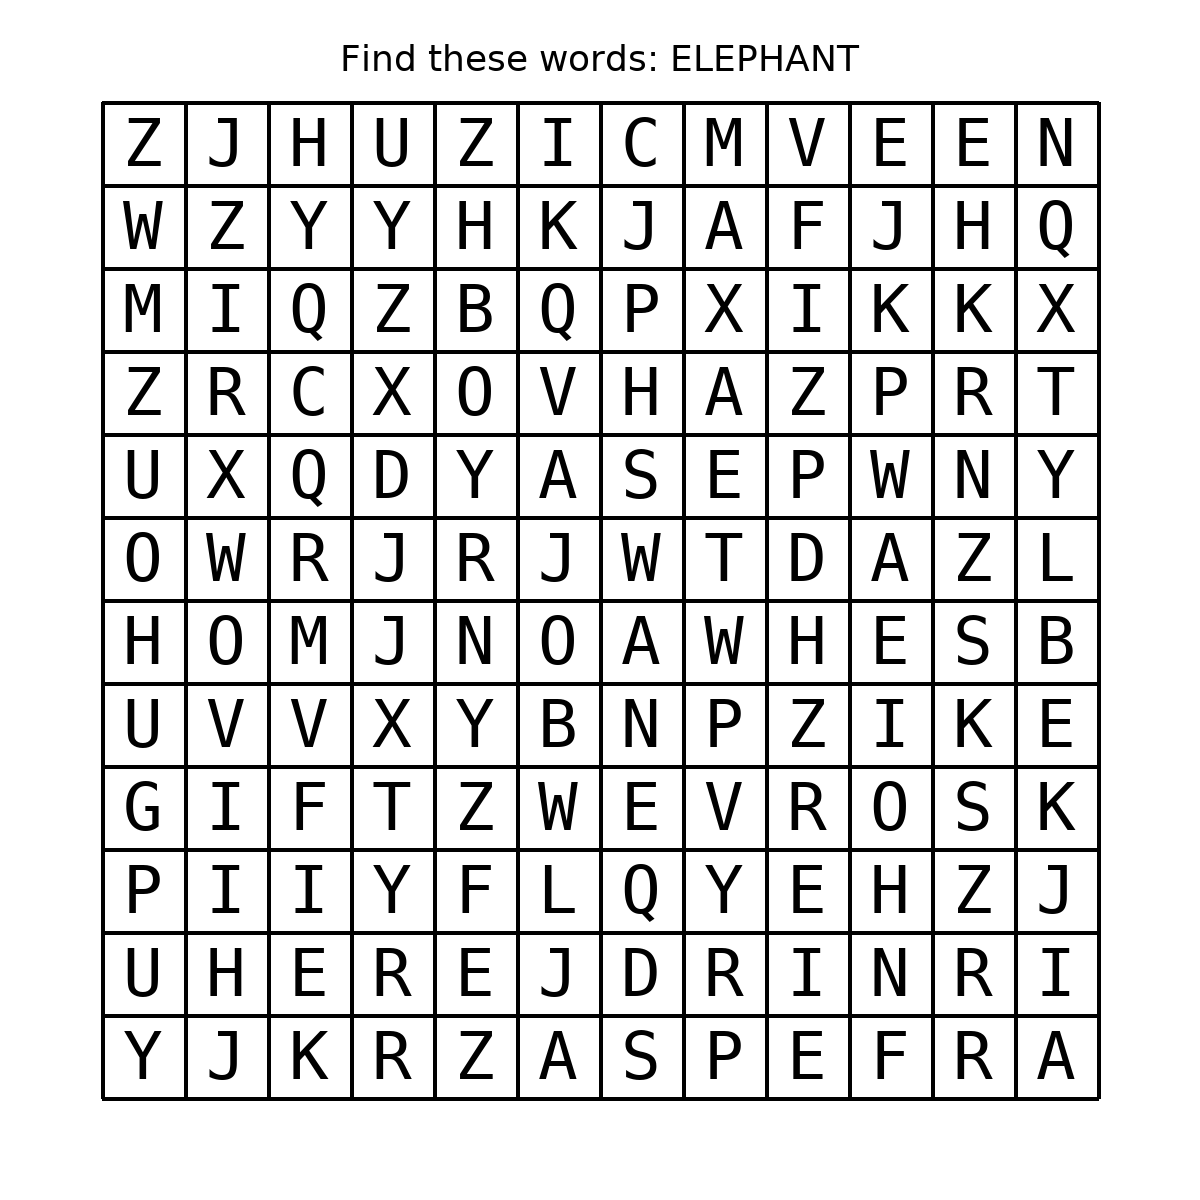 Find these words: ELEPHANT
Z J H U Z I C M V E E N
W Z Y Y H K J A F J H Q
M I Q Z B Q P X I K K X
Z R C X O V H A Z P R T
U X Q D Y A S E P W N Y
O W R J R J W T D A Z L
H O M J N O A W H E S B
U V V X Y B N P Z I K E
G I F T Z W E V R O S K
P I I Y F L Q Y E H Z J
U H E R E J D R I N R I
Y J K R Z A S P E F R A